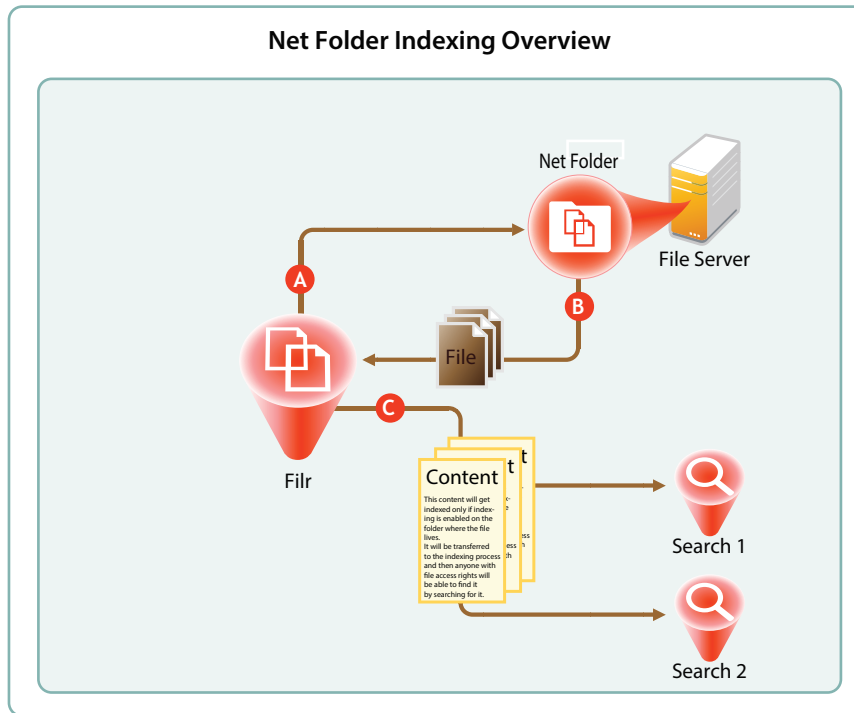 Net Folder Indexing Overview
Net Folder
File Server
A
B
File
C
Filr
Content
This content will get
indexed only if index-
ing is enabled on the
folder where the file
lives.
It will be transferred
to the indexing process
and then anyone with
file access rights will
be able to find it
by searching for it.
Search 1
Search 2